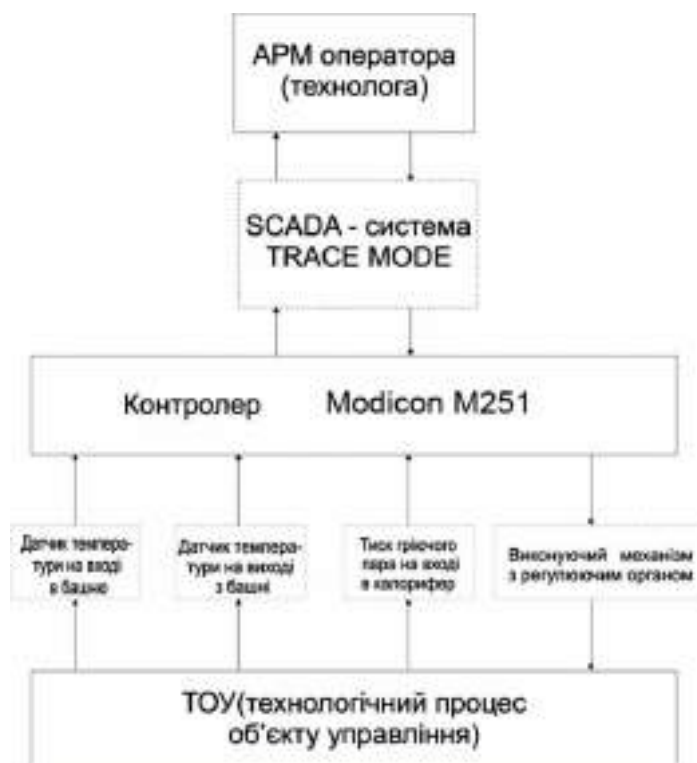 АРМ оператора
(технолога)
SCADA - система
TRACE MODE
Контролер Modicon M251
Датчик темпера-
тури на вході
в башню
Датчик темпера-
тури на виході
з башні
Тиск гріючого
пара на вході
в калорифер
Виконуючий механізм
з регулюючим органом
ТОУ(технологічний процес
об'єкту управління)